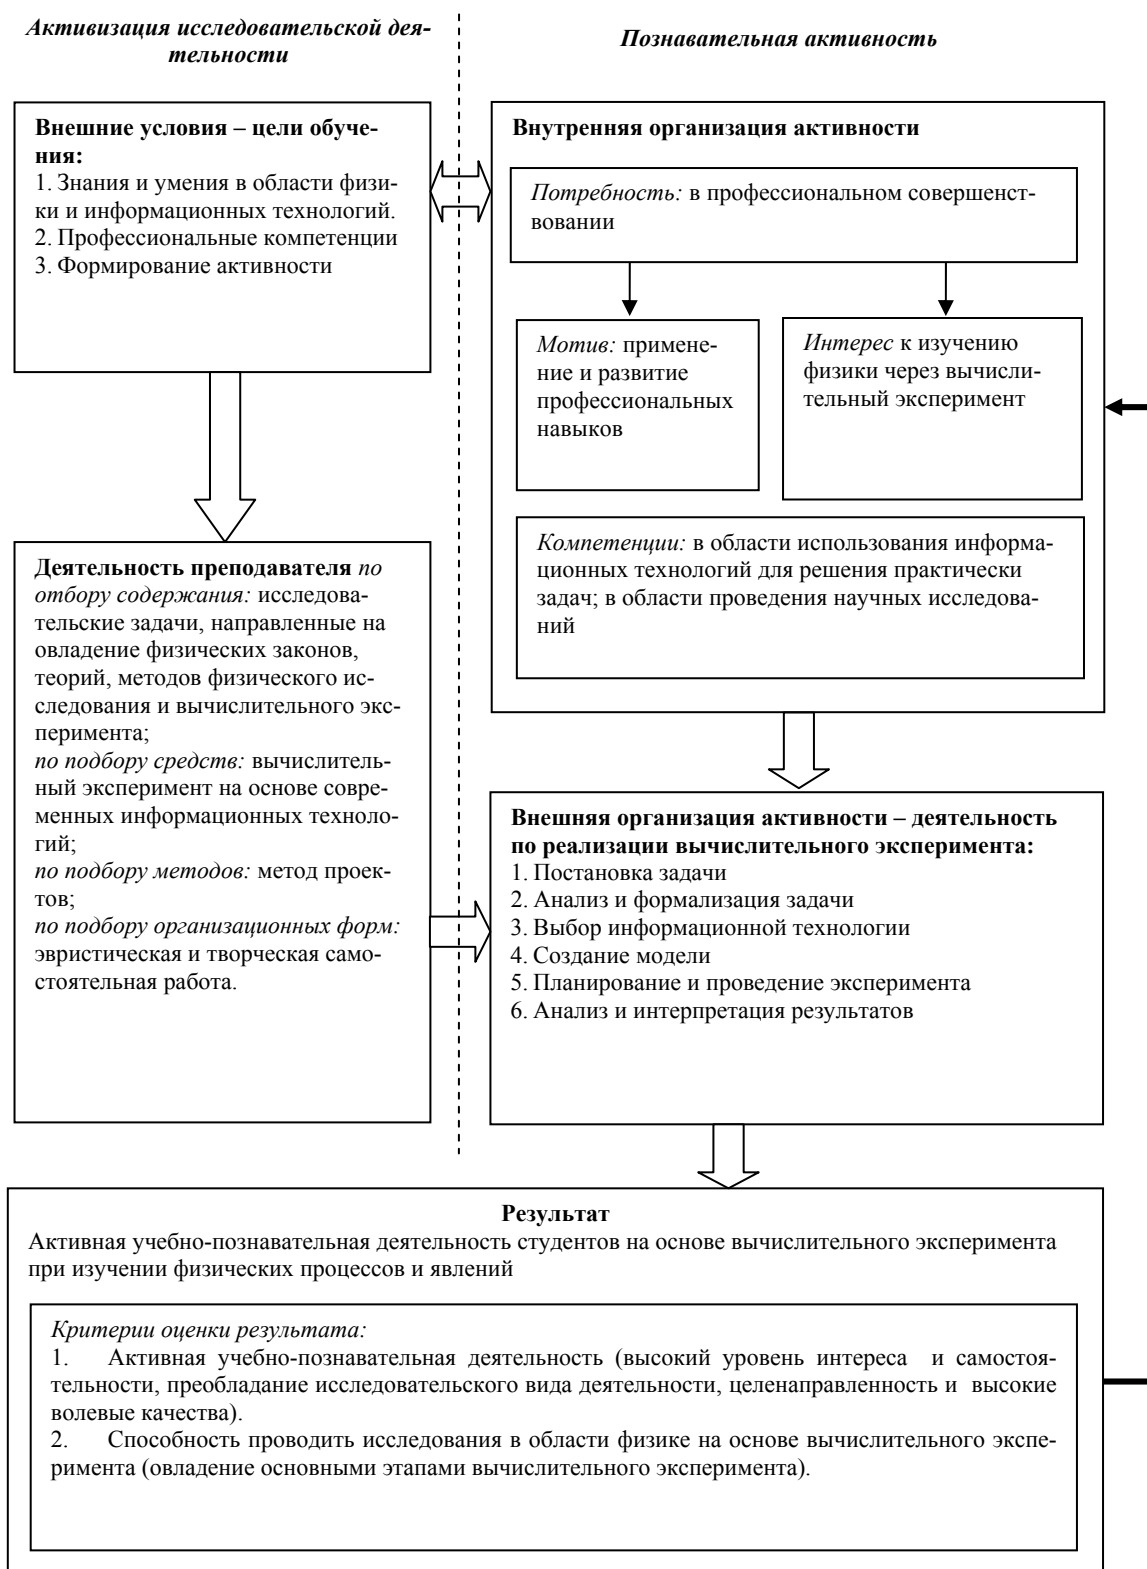 Активизация исследовательской дея-
тельности
Познавательная активность
Внешние условия – цели обуче-
ния:
1. Знания и умения в области физи-
ки и информационных технологий.
2. Профессиональные компетенции
3. Формирование активности
Внутренняя организация активности
Потребность: в профессиональном совершенст-
вовании
Мотив: примене-
ние и развитие
профессиональных
навыков
Интерес к изучению
физики через вычисли-
тельный эксперимент
Компетенции: в области использования информа-
ционных технологий для решения практически
задач; в области проведения научных исследова-
ний
Деятельность преподавателя по
отбору содержания: исследова-
тельские задачи, направленные на
овладение физических законов,
теорий, методов физического ис-
следования и вычислительного экс-
перимента;
по подбору средств: вычислитель-
ный эксперимент на основе совре-
менных информационных техноло-
гий;
по подбору методов: метод проек-
тов;
по подбору организационных форм:
эвристическая и творческая само-
стоятельная работа.
Внешняя организация активности – деятельность
по реализации вычислительного эксперимента:
1. Постановка задачи
2. Анализ и формализация задачи
3. Выбор информационной технологии
4. Создание модели
5. Планирование и проведение эксперимента
6. Анализ и интерпретация результатов
Результат
Активная учебно-познавательная деятельность студентов на основе вычислительного эксперимента
при изучении физических процессов и явлений
Критерии оценки результата:
1. Активная учебно-познавательная деятельность (высокий уровень интереса и самостоя-
тельности, преобладание исследовательского вида деятельности, целенаправленность и высокие
волевые качества).
2. Способность проводить исследования в области физике на основе вычислительного экспе-
римента (овладение основными этапами вычислительного эксперимента).